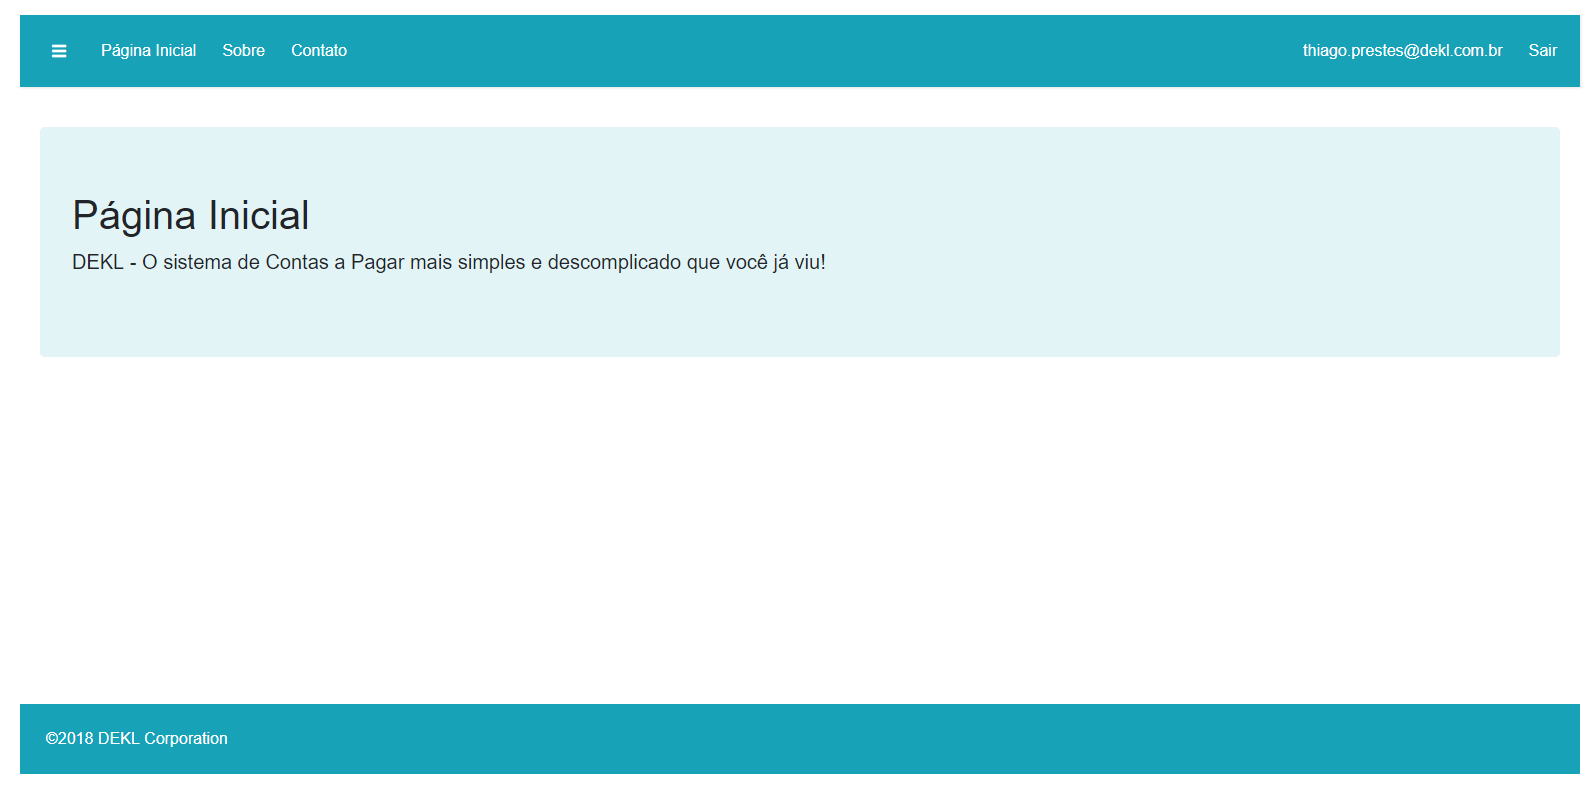 Página Inicial Sobre Contato thiago.prestes@dekl.com.br Sair
Página Inicial
DEKL - O sistema de Contas a Pagar mais simples e descomplicado que você já viu!
©2018 DEKL Corporation